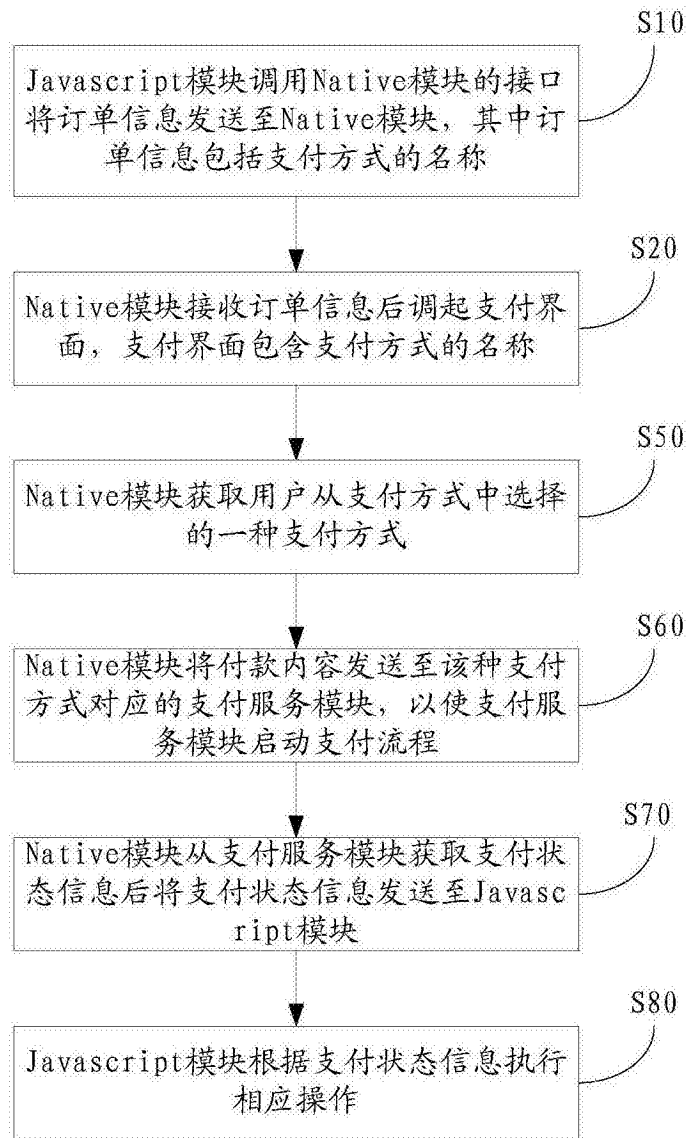 S10
Javascript模块调用Native模块的接口
将订单信息发送至Native模块，其中订
单信息包括支付方式的名称
S20
Native模块接收订单信息后调起支付界
面，支付界面包含支付方式的名称
S50
Native模块获取用户从支付方式中选择
的一种支付方式
S60
Native模块将付款内容发送至该种支付
方式对应的支付服务模块，以使支付服
务模块启动支付流程
S70
Native模块从支付服务模块获取支付状
态信息后将支付状态信息发送至Javasc
ript模块
S80
Javascript模块根据支付状态信息执行
相应操作